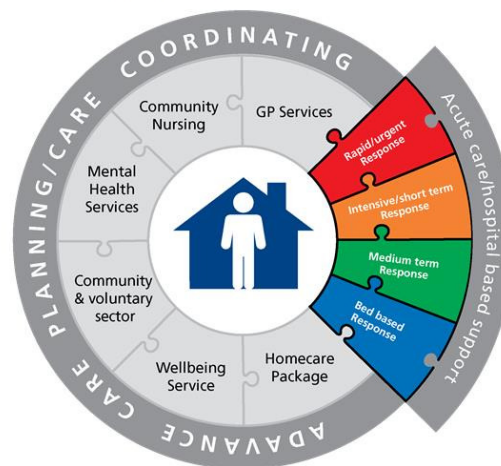 ADAVANCE CARE PLANNING/CARE COORDINATING
Acute care/hospital based support
GP Services
Rapid/urgent
Response
Intensive/short term
Response
Medium term
Response
Bed based
Response
Homecare
Package
Wellbeing
Service
Community
& voluntary
sector
Mental
Health
Services
Community
Nursing